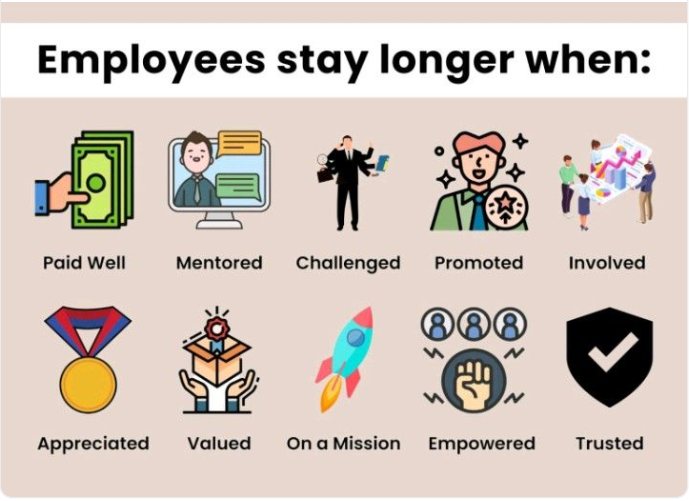 Employees stay longer when:
Paid Well
Mentored
Challenged
Promoted
Involved
Appreciated
Valued
On a Mission
Empowered
Trusted